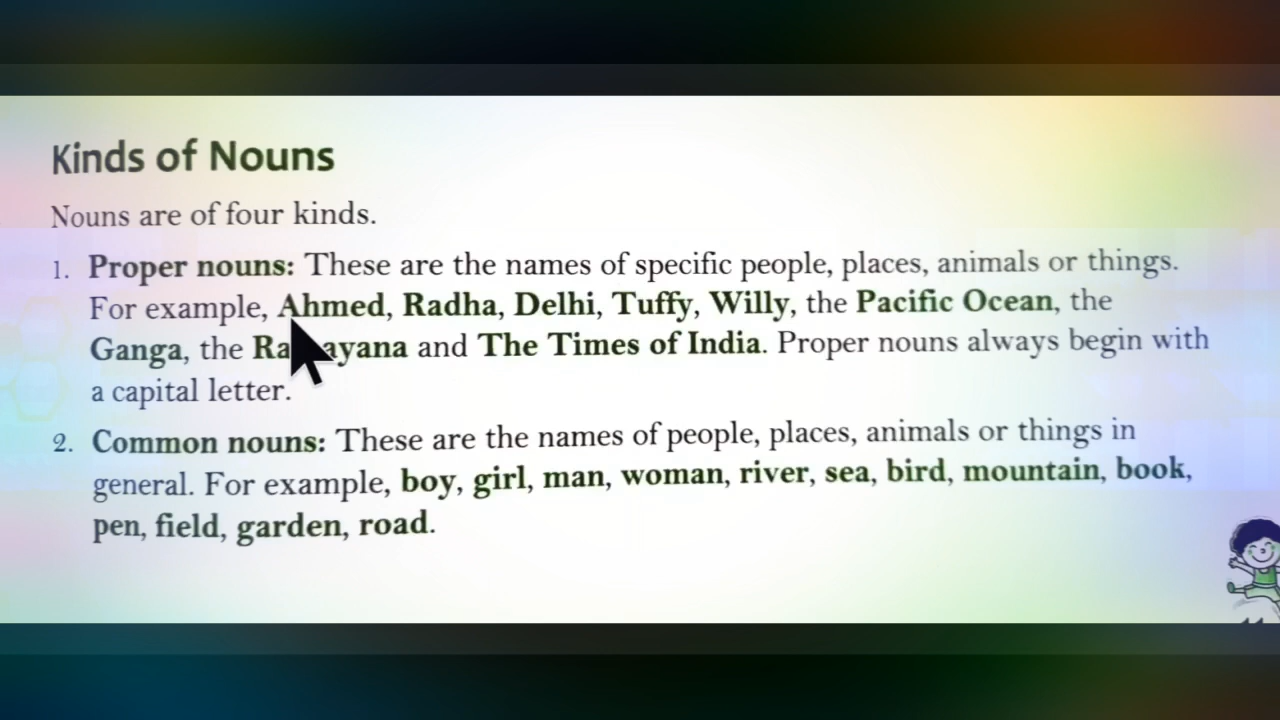 Kinds of Nouns
Nouns are of four kinds.
1. Proper nouns: These are the names of specific people, places, animals or things.
For example, Ahmed, Radha, Delhi, Tuffy, Willy, the Pacific Ocean, the
Ganga, the and The Times of India. Proper nouns always begin with
a capital letter.
2. Common nouns: These are the names of people, places, animals or things in
general. For example, boy, girl, man, woman, river, sea, bird, mountain, book,
pen, field, garden, road.